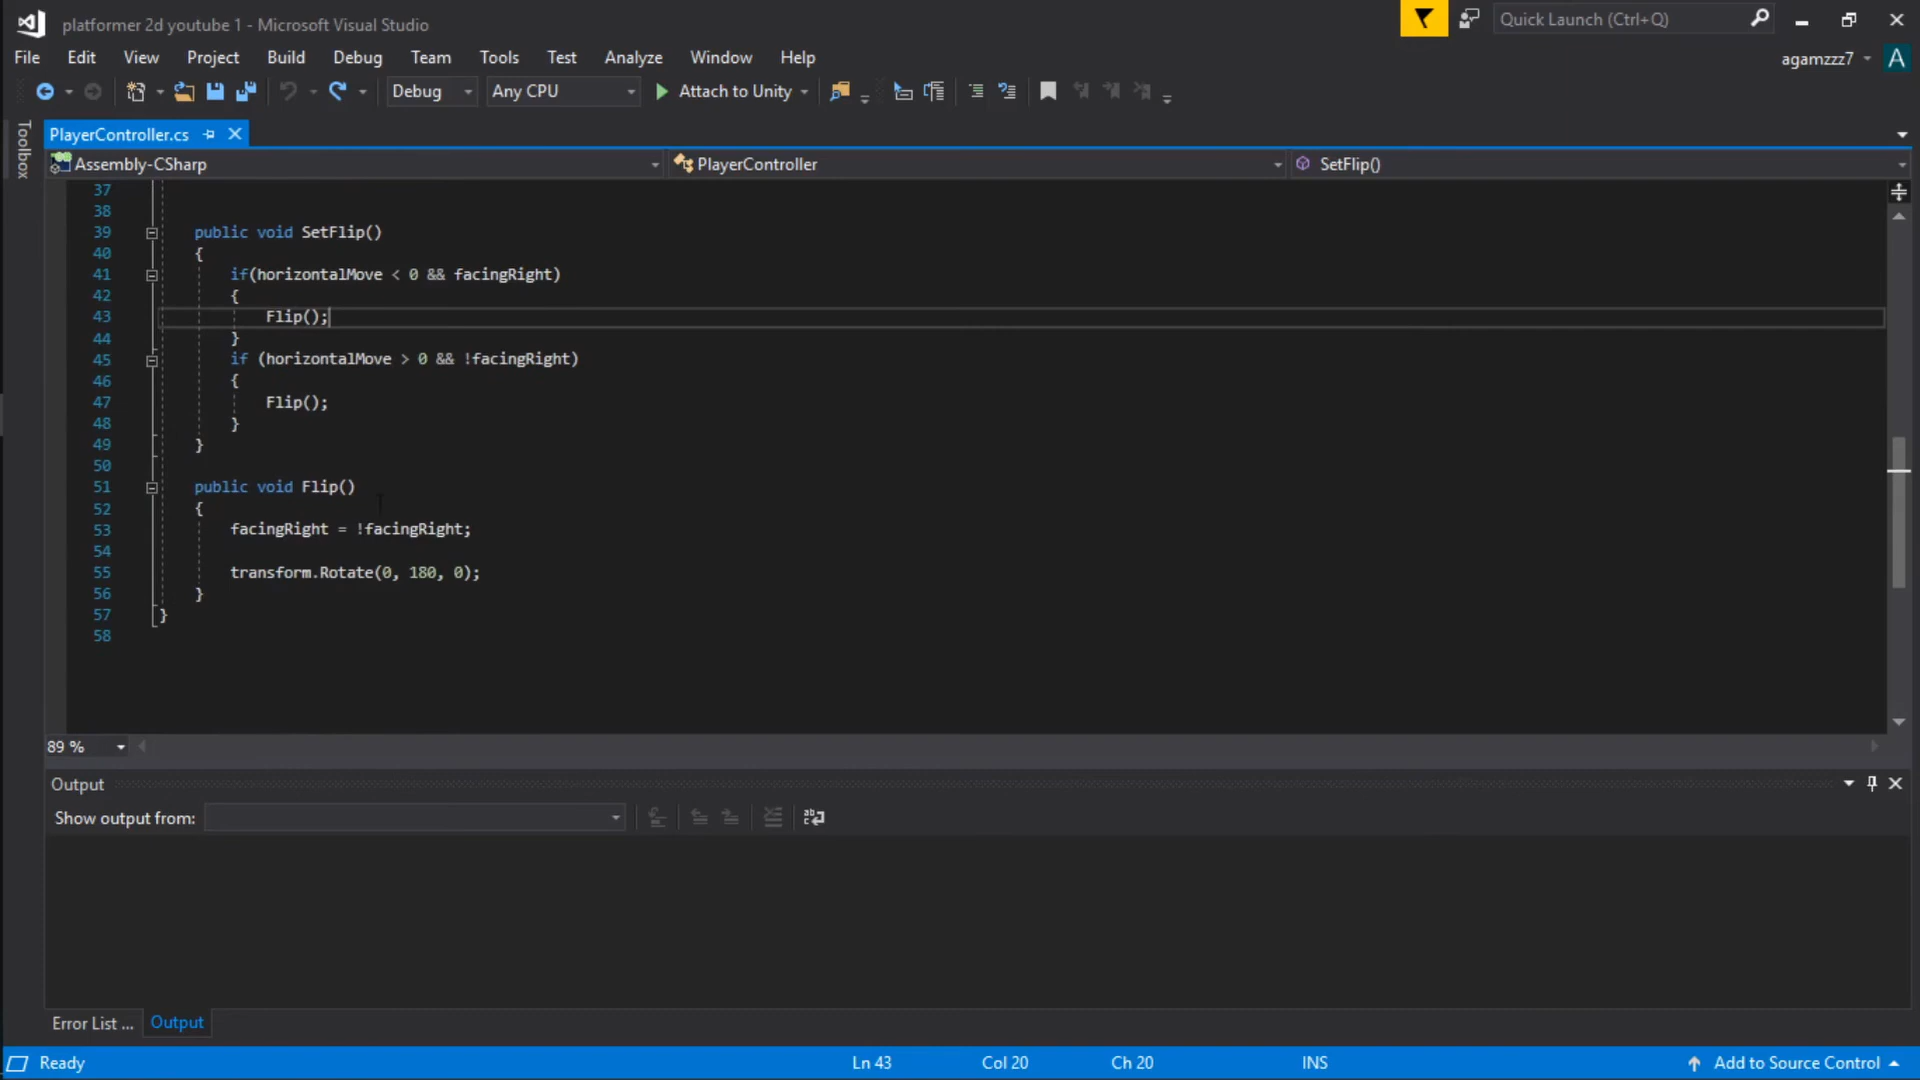 platformer 2d youtube 1 - Microsoft Visual Studio
Quick Launch (Ctrl+Q)
File Edit View Project Build Debug Team Tools Test Analyze Window Help
agamzzz7 A
Debug Any CPU Attach to Unity
Toolbox
PlayerController.cs
Assembly-CSharp PlayerController SetFlip()
37
38
39 public void SetFlip()
40 {
41 if(horizontalMove < 0 && facingRight)
42 {
43 Flip();
44 }
45 if (horizontalMove > 0 && !facingRight)
46 {
47 Flip();
48 }
49 }
50
51 public void Flip()
52 {
53 facingRight = !facingRight;
54
55 transform.Rotate(0, 180, 0);
56 }
57 }
58
89 %
Output
Show output from:
Error List ... Output
Ready Ln 43 Col 20 Ch 20 INS Add to Source Control